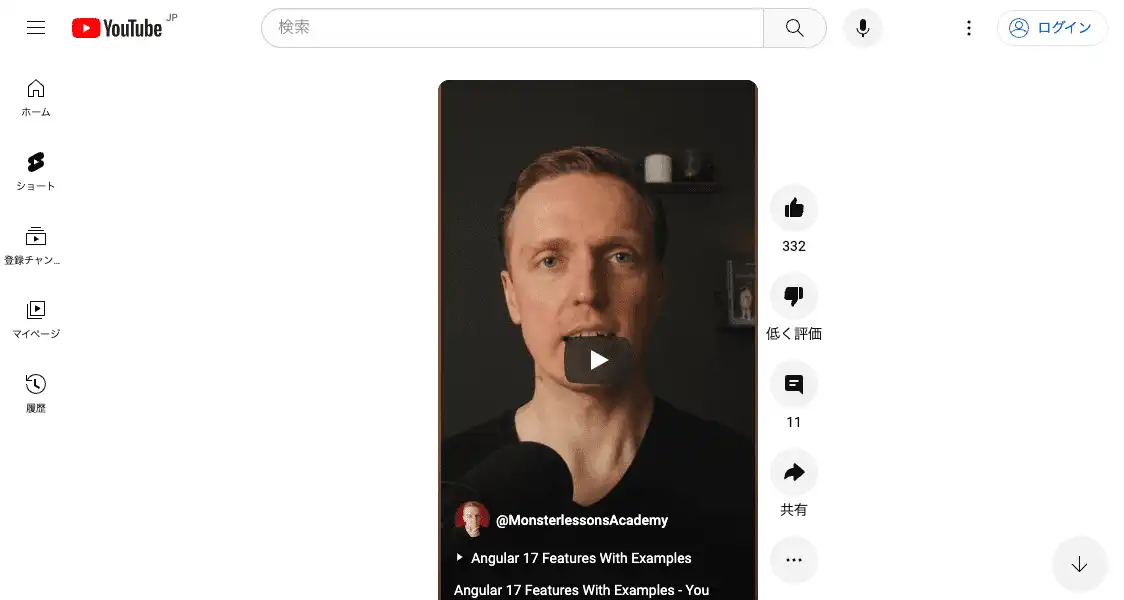 YouTube JP
検索
ログイン
ホーム
ショート
登録チャン...
マイページ
履歴
332
低く評価
11
共有
@MonsterlessonsAcademy
Angular 17 Features With Examples
Angular 17 Features With Examples - You